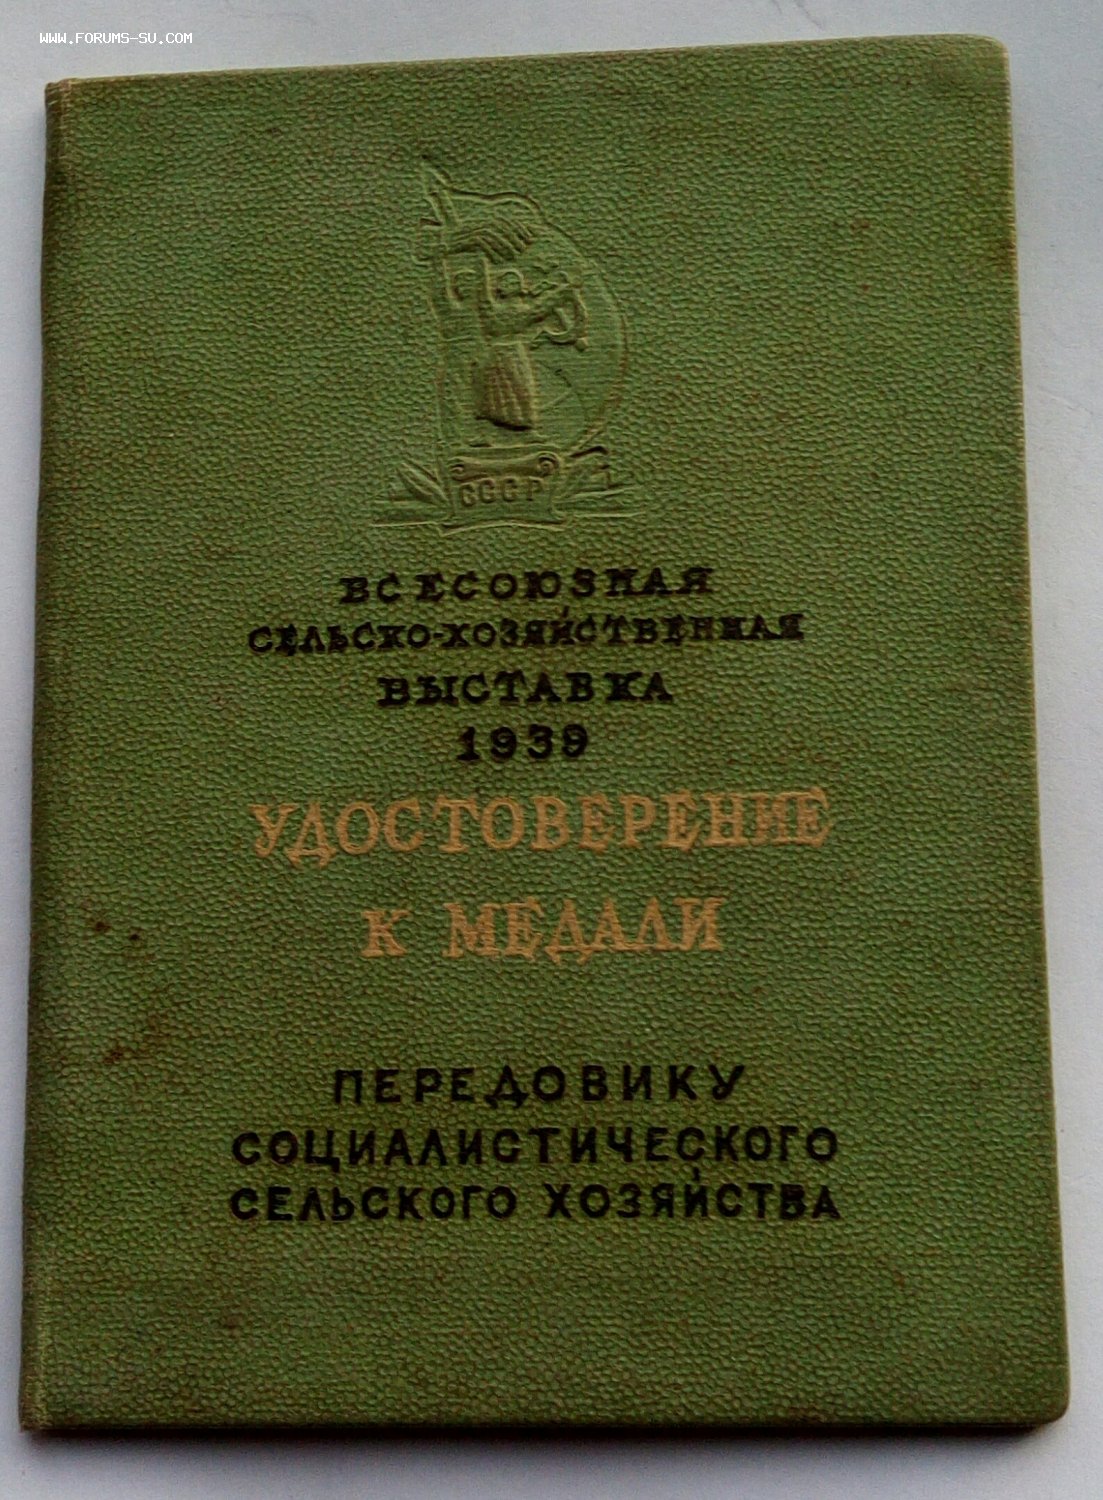 WWW.FORUMS-SU.COM
СССР
ВСЕСОЮЗНАЯ
СЕЛЬСКО-ХОЗЯЙСТВЕННАЯ
ВЫСТАВКА
1939
УДОСТОВЕРЕНИЕ
К МЕДАЛИ
ПЕРЕДОВИКУ
СОЦИАЛИСТИЧЕСКОГО
СЕЛЬСКОГО ХОЗЯЙСТВА